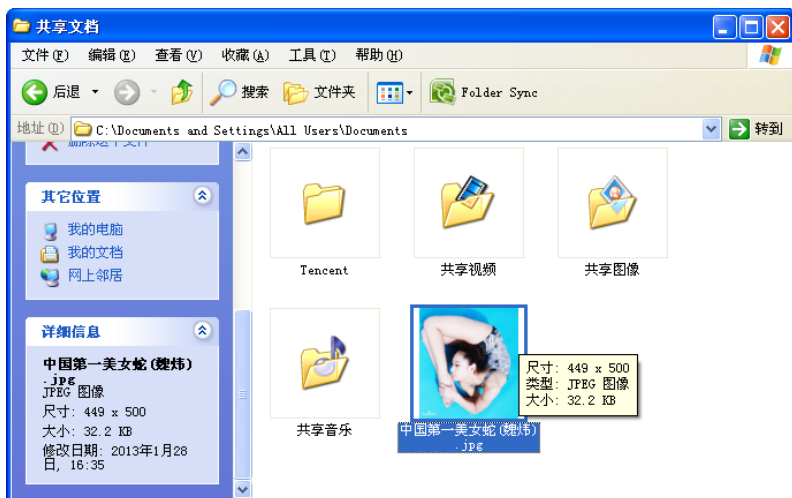 共享文档
文件(F) 编辑(E) 查看(V) 收藏(A) 工具(T) 帮助(H)
后退 搜索 文件夹 Folder Sync
地址(D) C:\Documents and Settings\All Users\Documents 转到
删除这个文件
其它位置
我的电脑
我的文档
网上邻居
详细信息
中国第一美女蛇(魏炜)
.jpg
JPEG 图像
尺寸: 449 x 500
大小: 32.2 KB
修改日期: 2013年1月28
日, 16:35
Tencent 共享视频 共享图像
尺寸: 449 x 500
类型: JPEG 图像
大小: 32.2 KB
共享音乐
中国第一美女蛇(魏炜)
.jpg